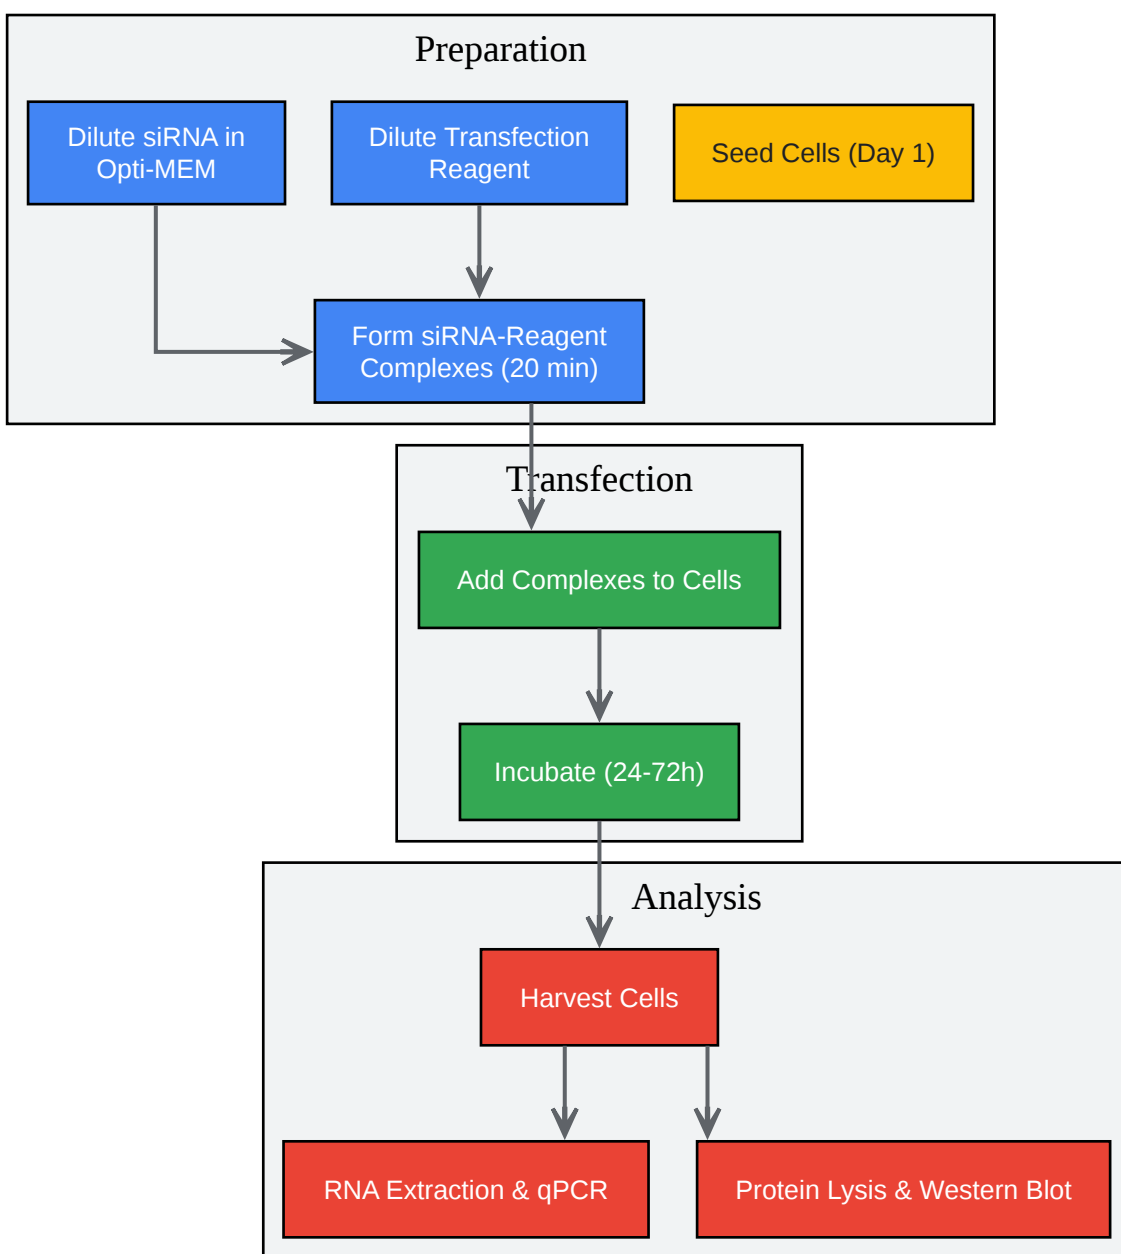 Preparation
Dilute siRNA in
Opti-MEM
Dilute Transfection
Reagent
Seed Cells (Day 1)
Form siRNA-Reagent
Complexes (20 min)
Transfection
Add Complexes to Cells
Incubate (24-72h)
Analysis
Harvest Cells
RNA Extraction & qPCR
Protein Lysis & Western Blot